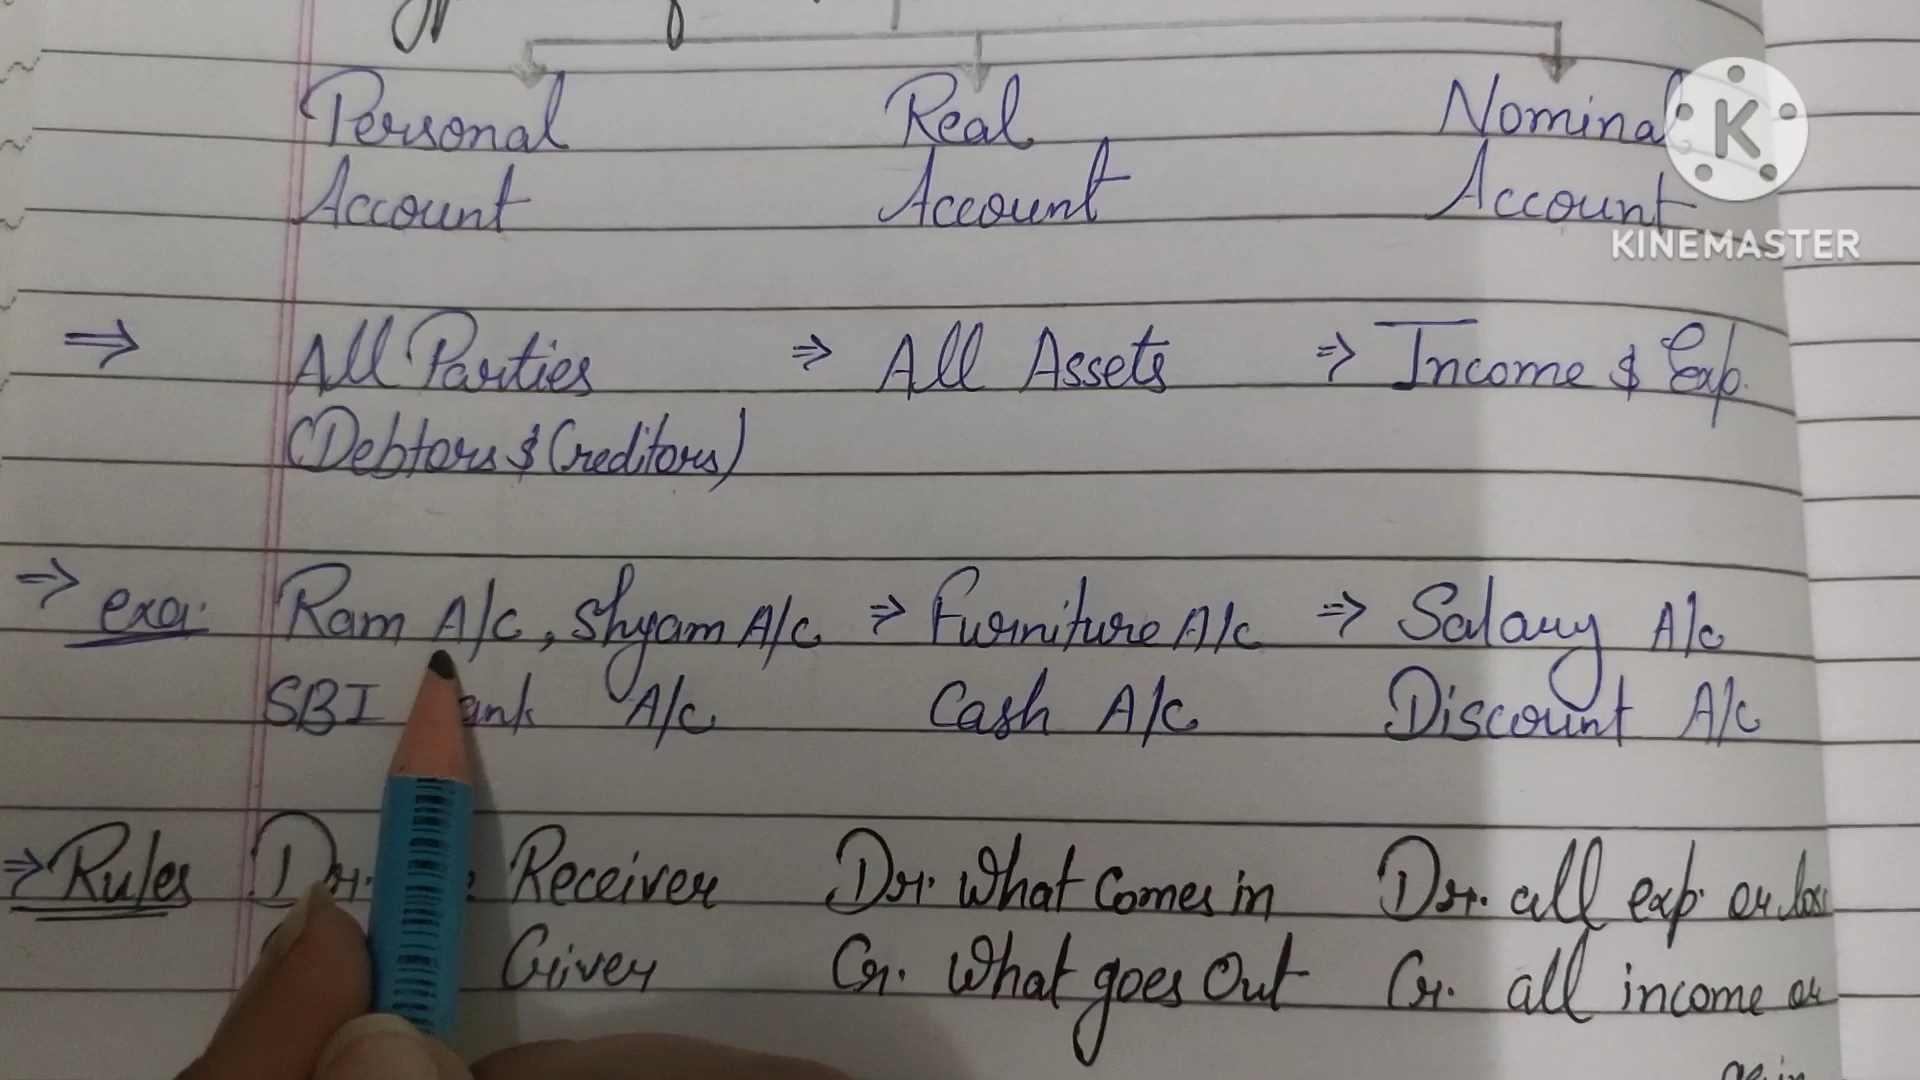 Personal Real Nominal
Account Account Account
KINEMASTER
⇒ All Parties ⇒ All Assets ⇒ Income & Exp.
(Debtors & Creditors)
⇒ exa. Ram A/c, Shyam A/c ⇒ Furniture A/c ⇒ Salary A/c
SBI A/c Cash A/c Discount A/c
⇒ Rules Dr. Receiver Dr. What Comes in Dr. all exp. or loss
Giver Cr. What goes Out Cr. all income or